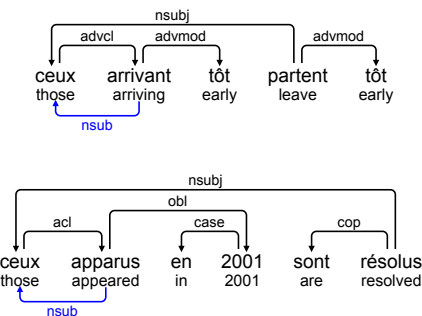 nsubj
advcl advmod advmod
ceux arrivant tôt partent tôt
those arriving early leave early
nsub
nsubj
obl
acl case cop
ceux apparus en 2001 sont résolus
those appeared in 2001 are resolved
nsub